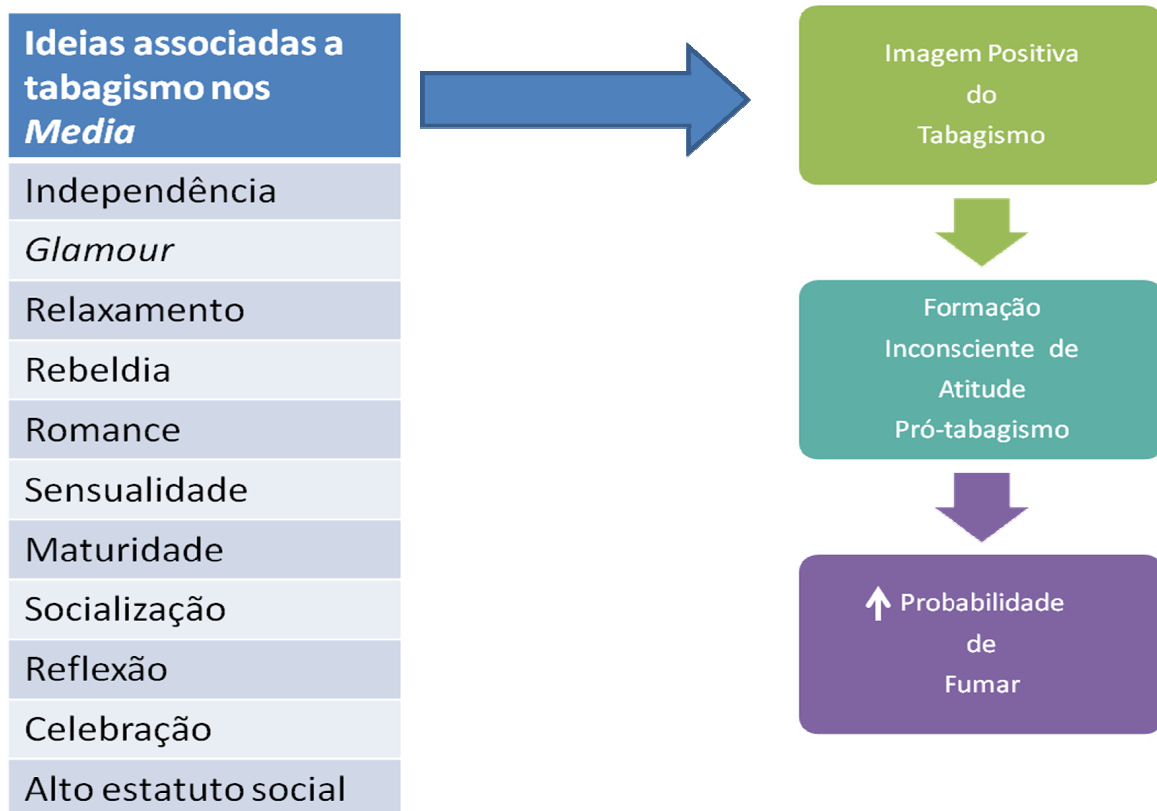 Ideias associadas a
tabagismo nos
Media
Independência
Glamour
Relaxamento
Rebeldia
Romance
Sensualidade
Maturidade
Socialização
Reflexão
Celebração
Alto estatuto social
Imagem Positiva
do
Tabagismo
Formação
Inconsciente de
Atitude
Pró-tabagismo
↑ Probabilidade
de
Fumar